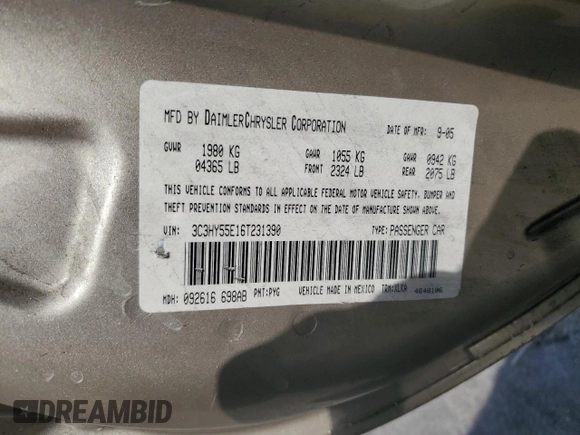 MFD BY DAIMLERCHRYSLER CORPORATION DATE OF MFR 9-05
GVWR 1980 KG GAWR 1055 KG GAWR 0942 KG
04365 LB FRONT 2324 LB REAR 2075 LB
THIS VEHICLE CONFORMS TO ALL APPLICABLE FEDERAL MOTOR VEHICLE SAFETY, BUMPER AND
THEFT PREVENTION STANDARDS IN EFFECT ON THE DATE OF MANUFACTURE SHOWN ABOVE.
VIN: 3C3HY55E16T231390 TYPE: PASSENGER CAR
MDH: 092616 698AB PNT:PYG VEHICLE MADE IN MEXICO TRM:XLKA
DREAMBID